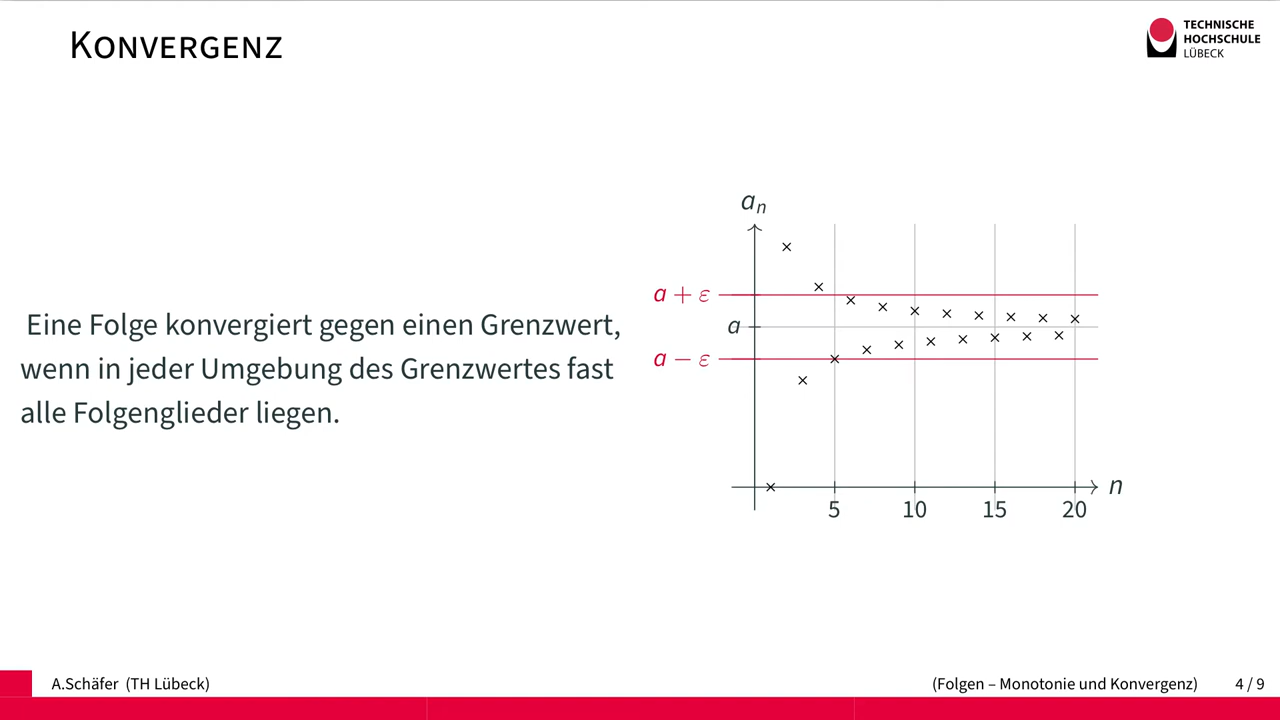 KONVERGENZ
TECHNISCHE
HOCHSCHULE
LÜBECK
Eine Folge konvergiert gegen einen Grenzwert,
wenn in jeder Umgebung des Grenzwertes fast
alle Folgenglieder liegen.
aₙ
a + ε
a
a − ε
n
5 10 15 20
A.Schäfer (TH Lübeck)
(Folgen – Monotonie und Konvergenz) 4 / 9